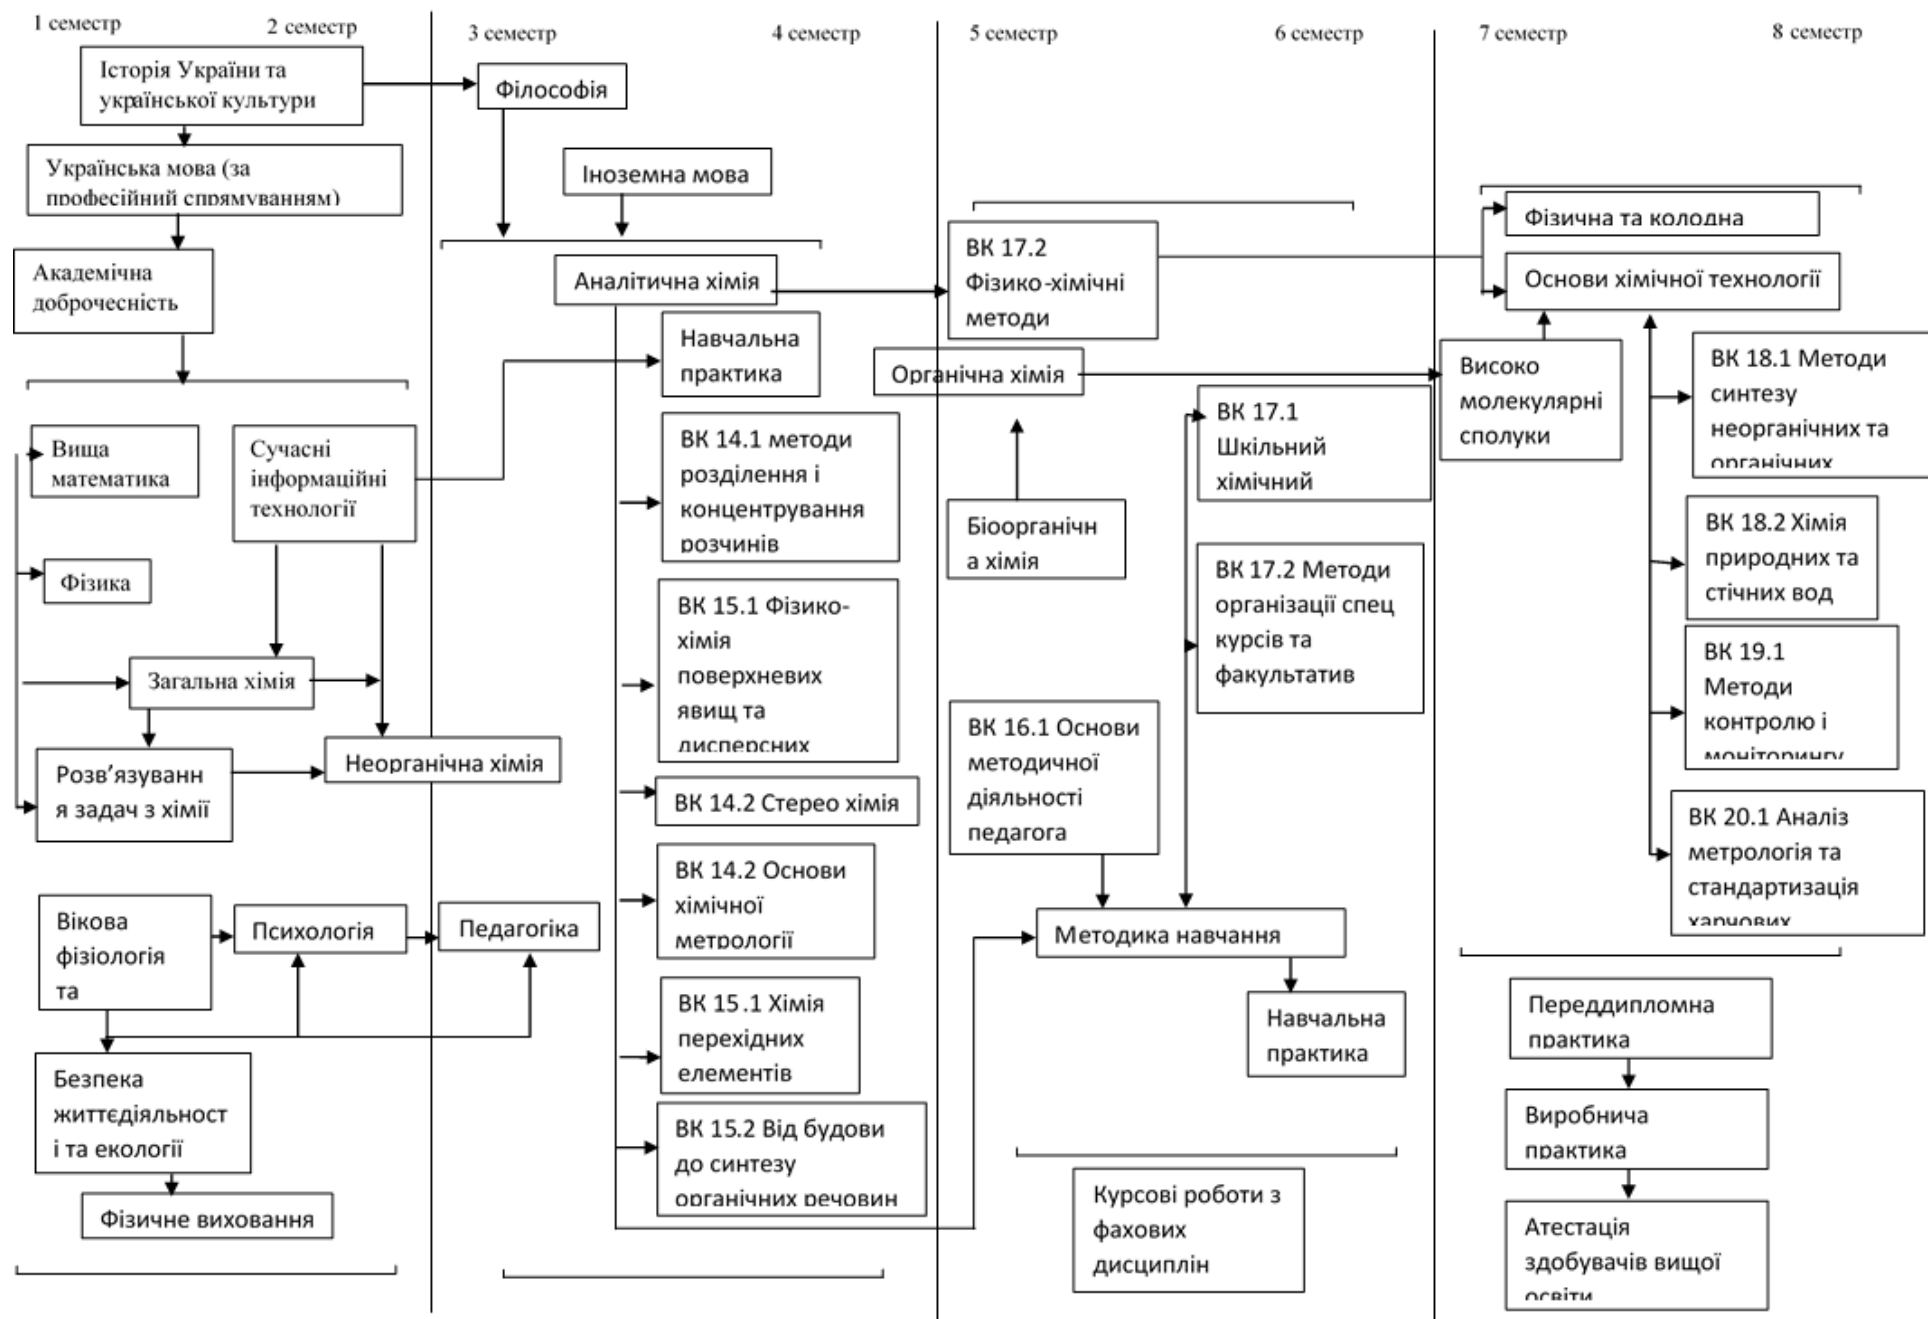 1 семестр
2 семестр
3 семестр
4 семестр
5 семестр
6 семестр
7 семестр
8 семестр
Історія України та
української культури
Українська мова (за
професійний спрямуванням)
Академічна
доброчесність
Вища
математика
Сучасні
інформаційні
технології
Фізика
Загальна хімія
Розв’язуванн
я задач з хімії
Неорганічна хімія
Вікова
фізіологія
та
Психологія
Педагогіка
Безпека
життєдіяльност
і та екології
Фізичне виховання
Філософія
Іноземна мова
Аналітична хімія
Навчальна
практика
ВК 14.1 методи
розділення і
концентрування
розчинів
ВК 15.1 Фізико-
хімія
поверхневих
явищ та
дисперсних
ВК 14.2 Стерео хімія
ВК 14.2 Основи
хімічної
метрології
ВК 15.1 Хімія
перехідних
елементів
ВК 15.2 Від будови
до синтезу
органічних речовин
ВК 17.2
Фізико-хімічні
методи
Органічна хімія
Біоорганічн
а хімія
ВК 17.1
Шкільний
хімічний
ВК 17.2 Методи
організації спец
курсів та
факультатив
ВК 16.1 Основи
методичної
діяльності
педагога
Методика навчання
Навчальна
практика
Курсові роботи з
фахових
дисциплін
Фізична та колодна
Основи хімічної технології
Високо
молекулярні
сполуки
ВК 18.1 Методи
синтезу
неорганічних та
органічних
ВК 18.2 Хімія
природних та
стічних вод
ВК 19.1
Методи
контролю і
моніторингу
ВК 20.1 Аналіз
метрологія та
стандартизація
харчових
Переддипломна
практика
Виробнича
практика
Атестація
здобувачів вищої
освіти